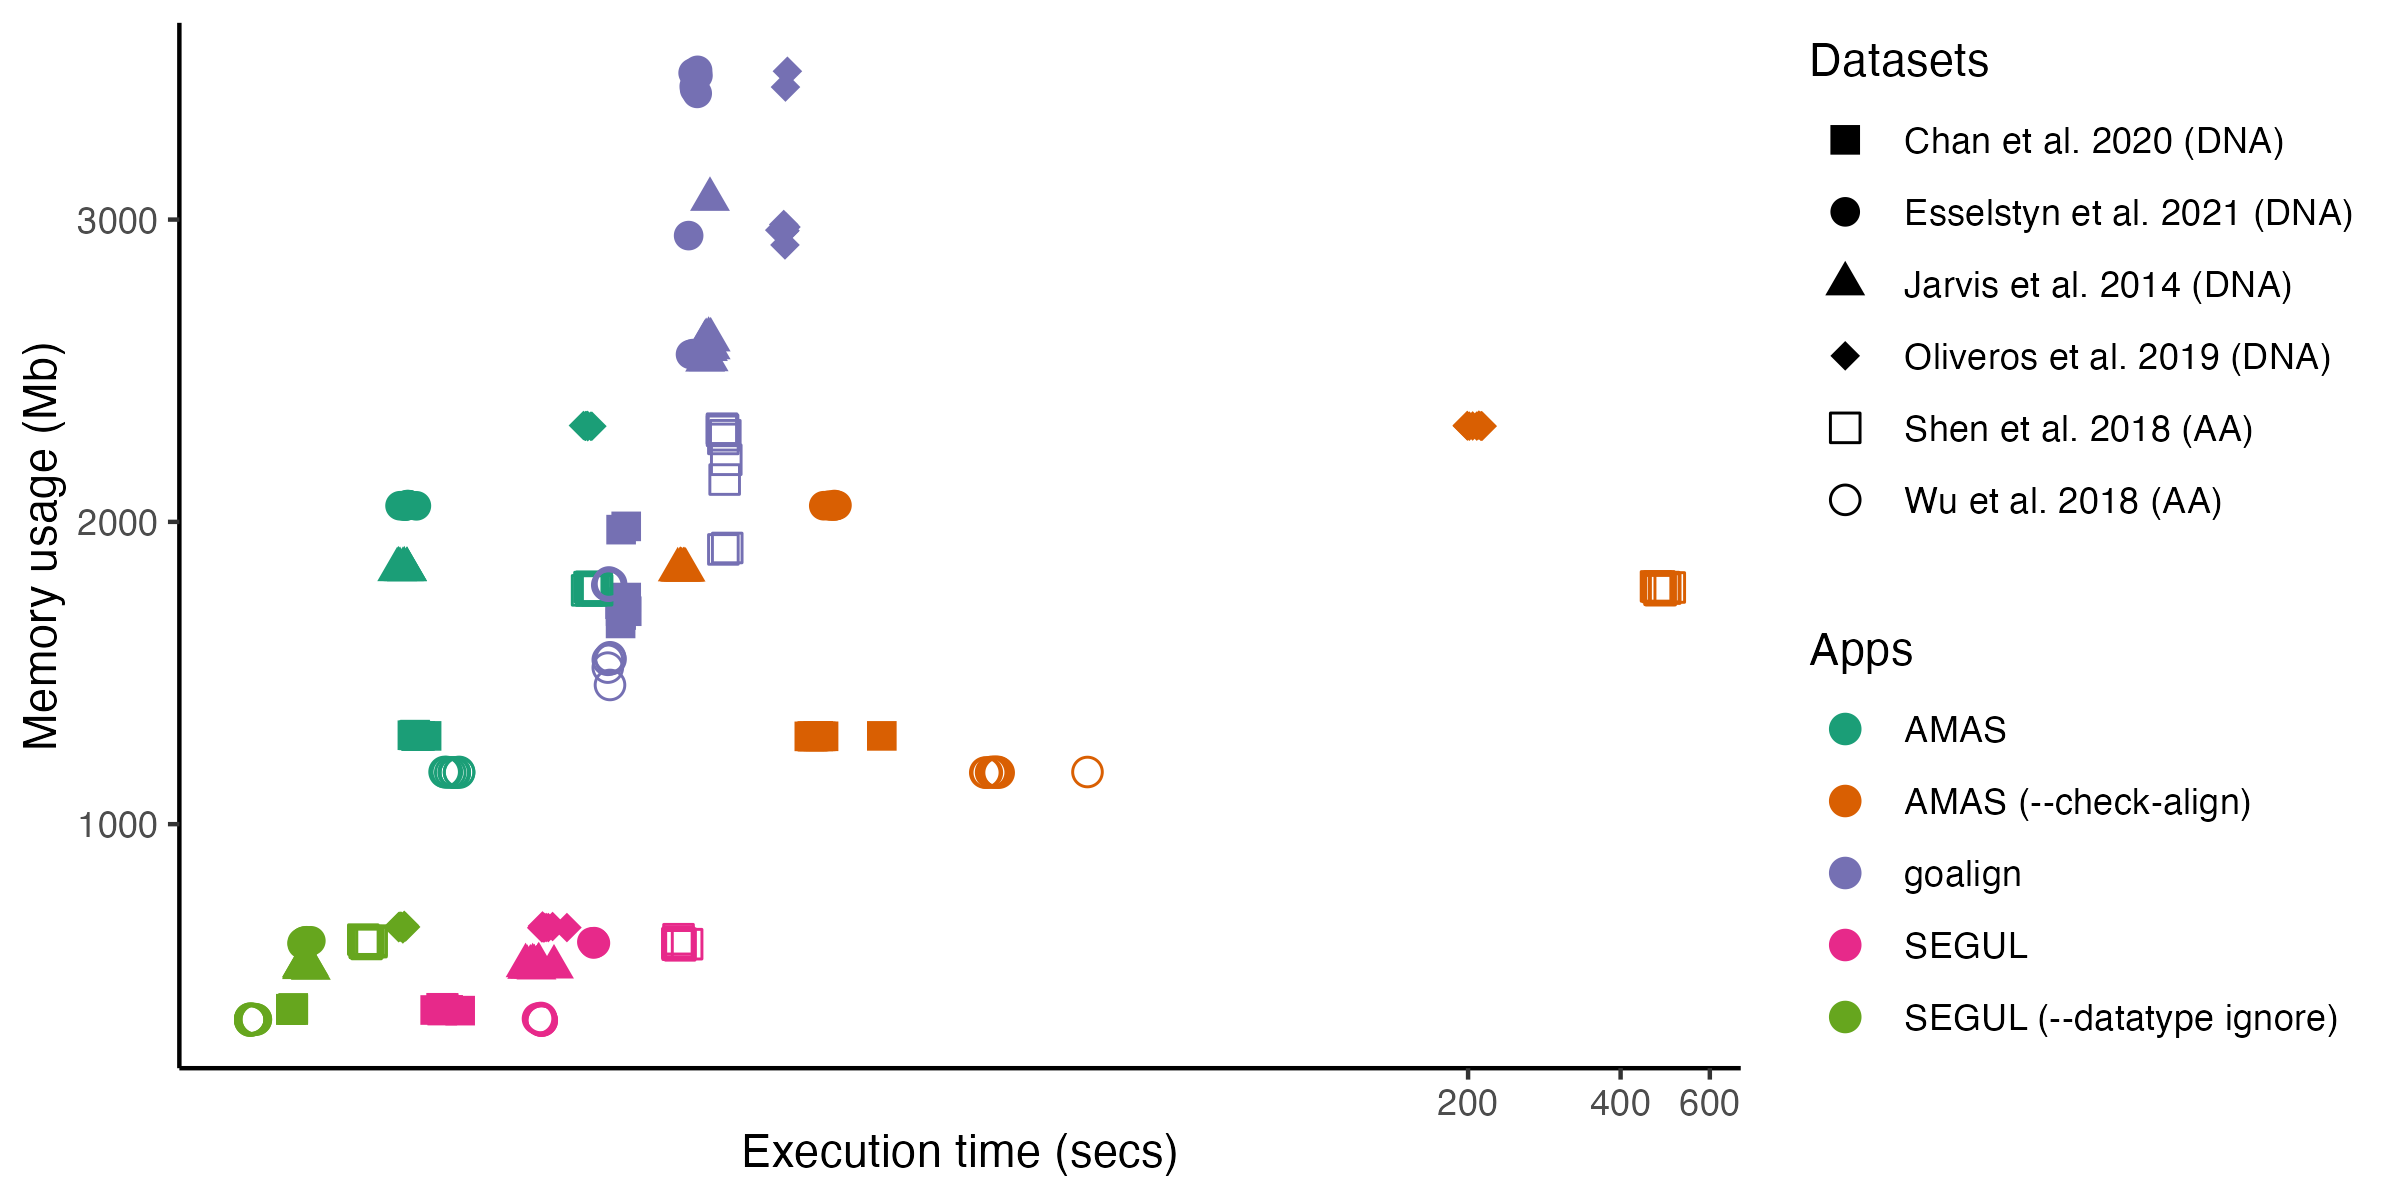 Memory usage (Mb)
3000
2000
1000
200
400
600
Execution time (secs)
Datasets
Chan et al. 2020 (DNA)
Esselstyn et al. 2021 (DNA)
Jarvis et al. 2014 (DNA)
Oliveros et al. 2019 (DNA)
Shen et al. 2018 (AA)
Wu et al. 2018 (AA)
Apps
AMAS
AMAS (--check-align)
goalign
SEGUL
SEGUL (--datatype ignore)